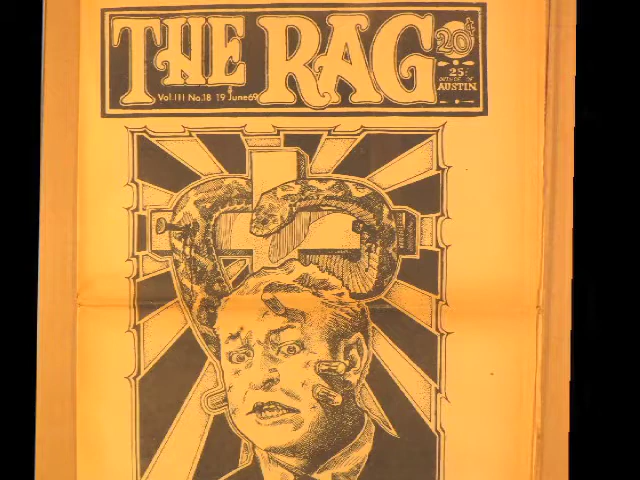 THE RAG
20¢
25¢
OUTSIDE OF
AUSTIN
Vol III No.18 19 June69